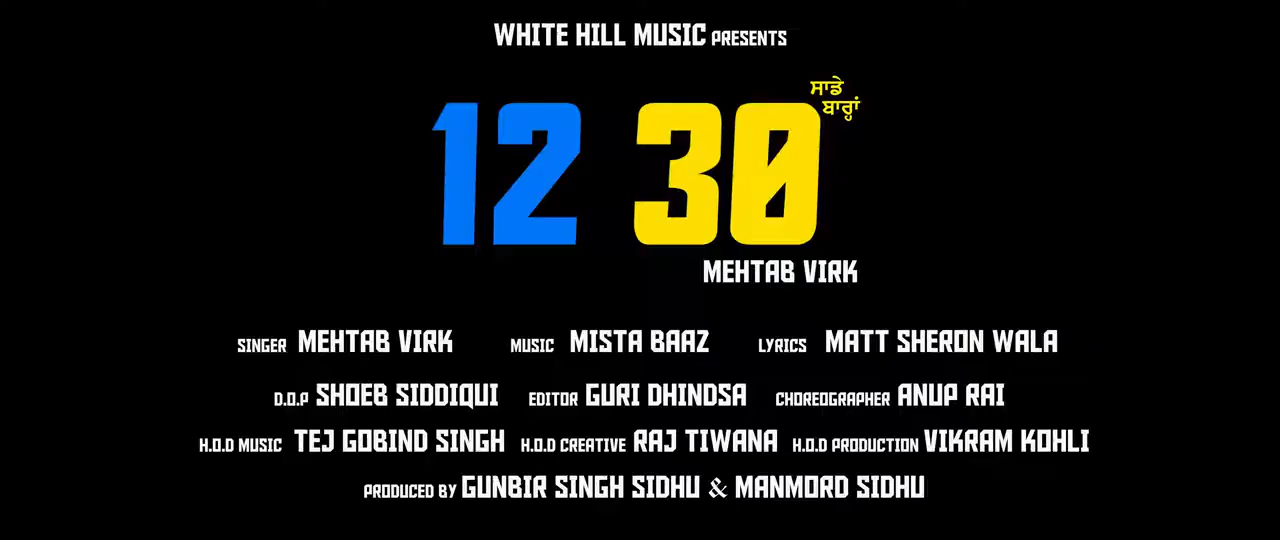 WHITE HILL MUSIC PRESENTS
ਸਾਡੇ
ਬਾਰ੍ਹਾਂ
12 30
MEHTAB VIRK
SINGER MEHTAB VIRK MUSIC MISTA BAAZ LYRICS MATT SHERON WALA
D.O.P SHOEB SIDDIQUI EDITOR GURI DHINDSA CHOREOGRAPHER ANUP RAI
H.O.D MUSIC TEJ GOBIND SINGH H.O.D CREATIVE RAJ TIWANA H.O.D PRODUCTION VIKRAM KOHLI
PRODUCED BY GUNBIR SINGH SIDHU & MANMORD SIDHU